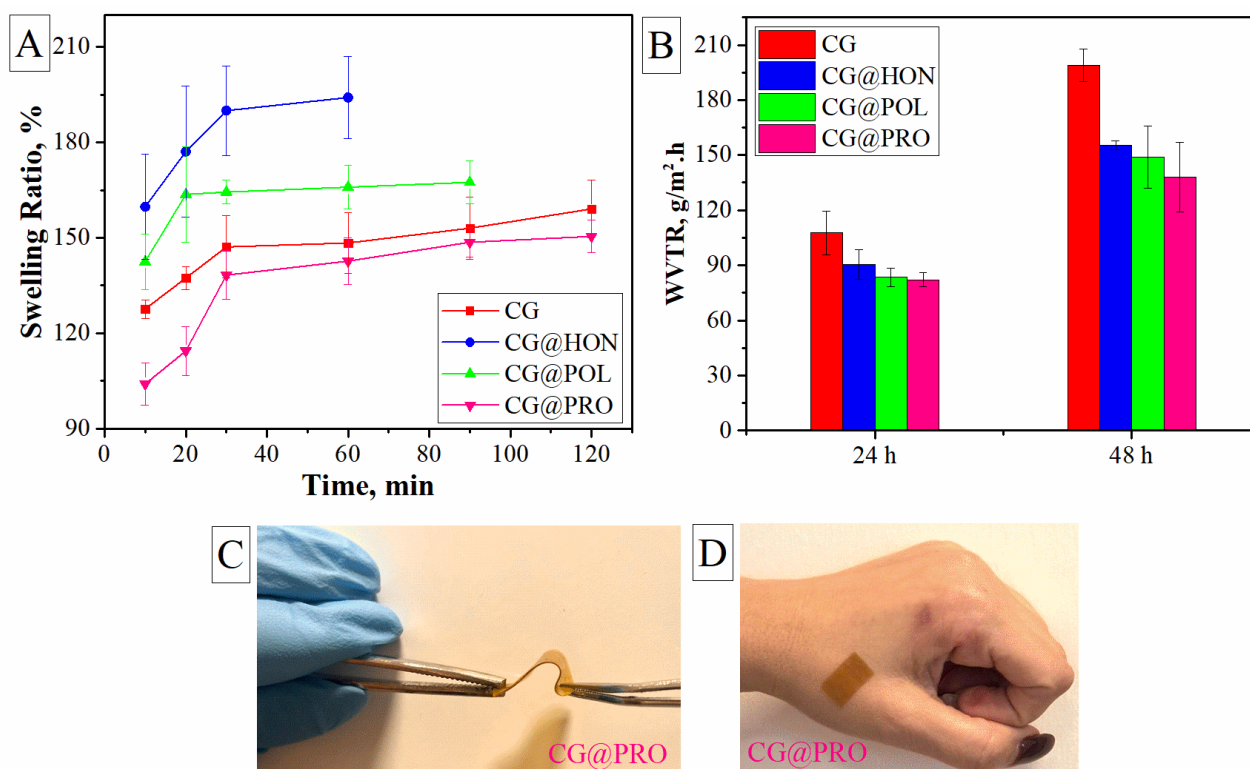 A
Swelling Ratio, %
210
180
150
120
90
0
20
40
60
80
100
120
Time, min
CG
CG@HON
CG@POL
CG@PRO
B
WVTR, g/m².h
210
180
150
120
90
60
30
0
24 h
48 h
CG
CG@HON
CG@POL
CG@PRO
C
CG@PRO
D
CG@PRO